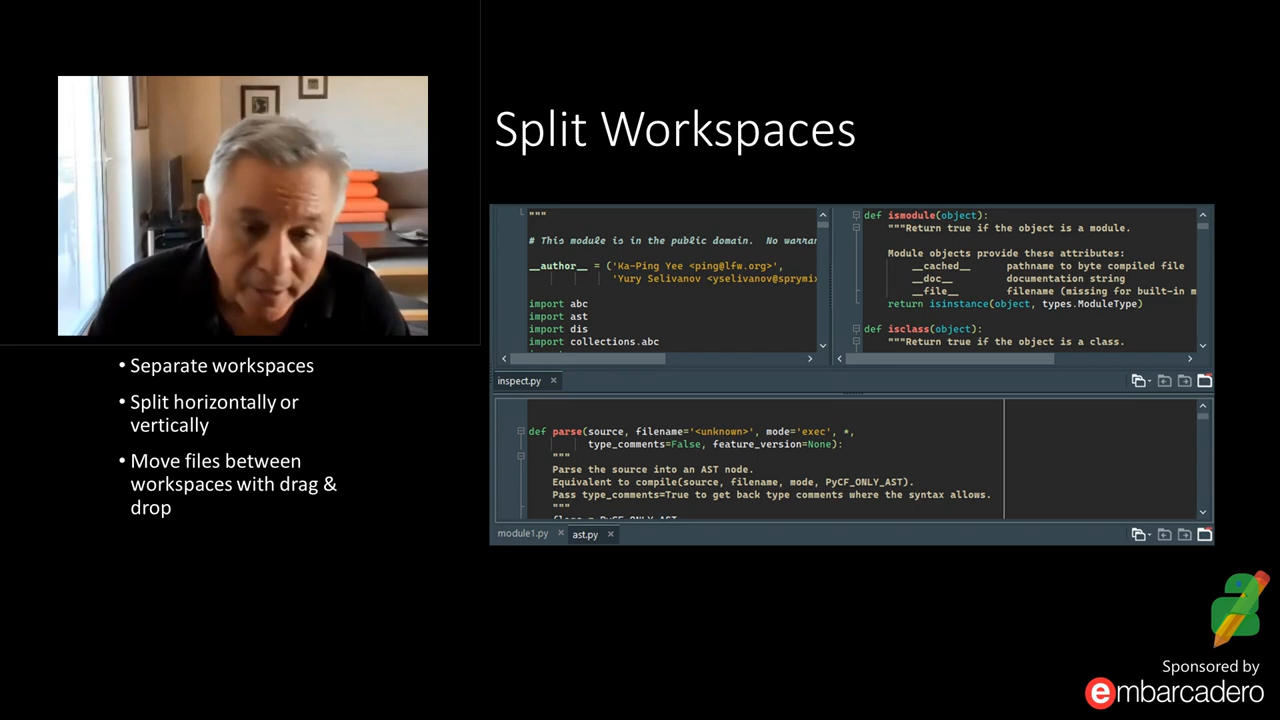 Split Workspaces
• Separate workspaces
• Split horizontally or
vertically
• Move files between
workspaces with drag &
drop
"""
# This module is in the public domain.  No warran
__author__ = ('Ka-Ping Yee <ping@lfw.org>',
'Yury Selivanov <yselivanov@sprymix
import abc
import ast
import dis
import collections.abc
def ismodule(object):
"""Return true if the object is a module.
Module objects provide these attributes:
__cached__      pathname to byte compiled file
__doc__         documentation string
__file__        filename (missing for built-in m
return isinstance(object, types.ModuleType)
def isclass(object):
"""Return true if the object is a class.
inspect.py
def parse(source, filename='<unknown>', mode='exec', *,
type_comments=False, feature_version=None):
"""
Parse the source into an AST node.
Equivalent to compile(source, filename, mode, PyCF_ONLY_AST).
Pass type_comments=True to get back type comments where the syntax allows.
"""
flags = PyCF_ONLY_AST
module1.py
ast.py
Sponsored by
embarcadero